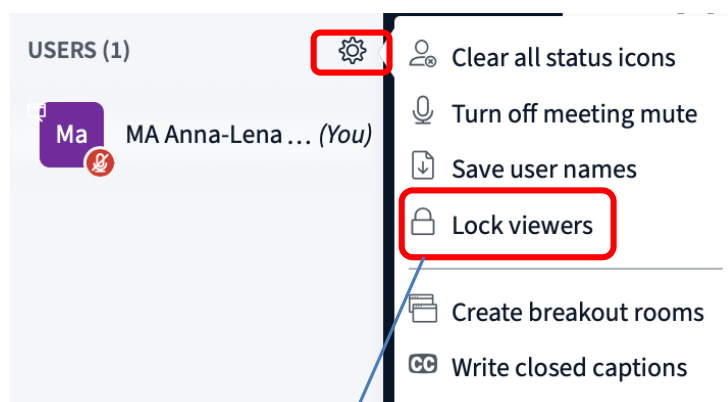 USERS (1)
Ma
MA Anna-Lena ... (You)
Clear all status icons
Turn off meeting mute
Save user names
Lock viewers
Create breakout rooms
CC Write closed captions